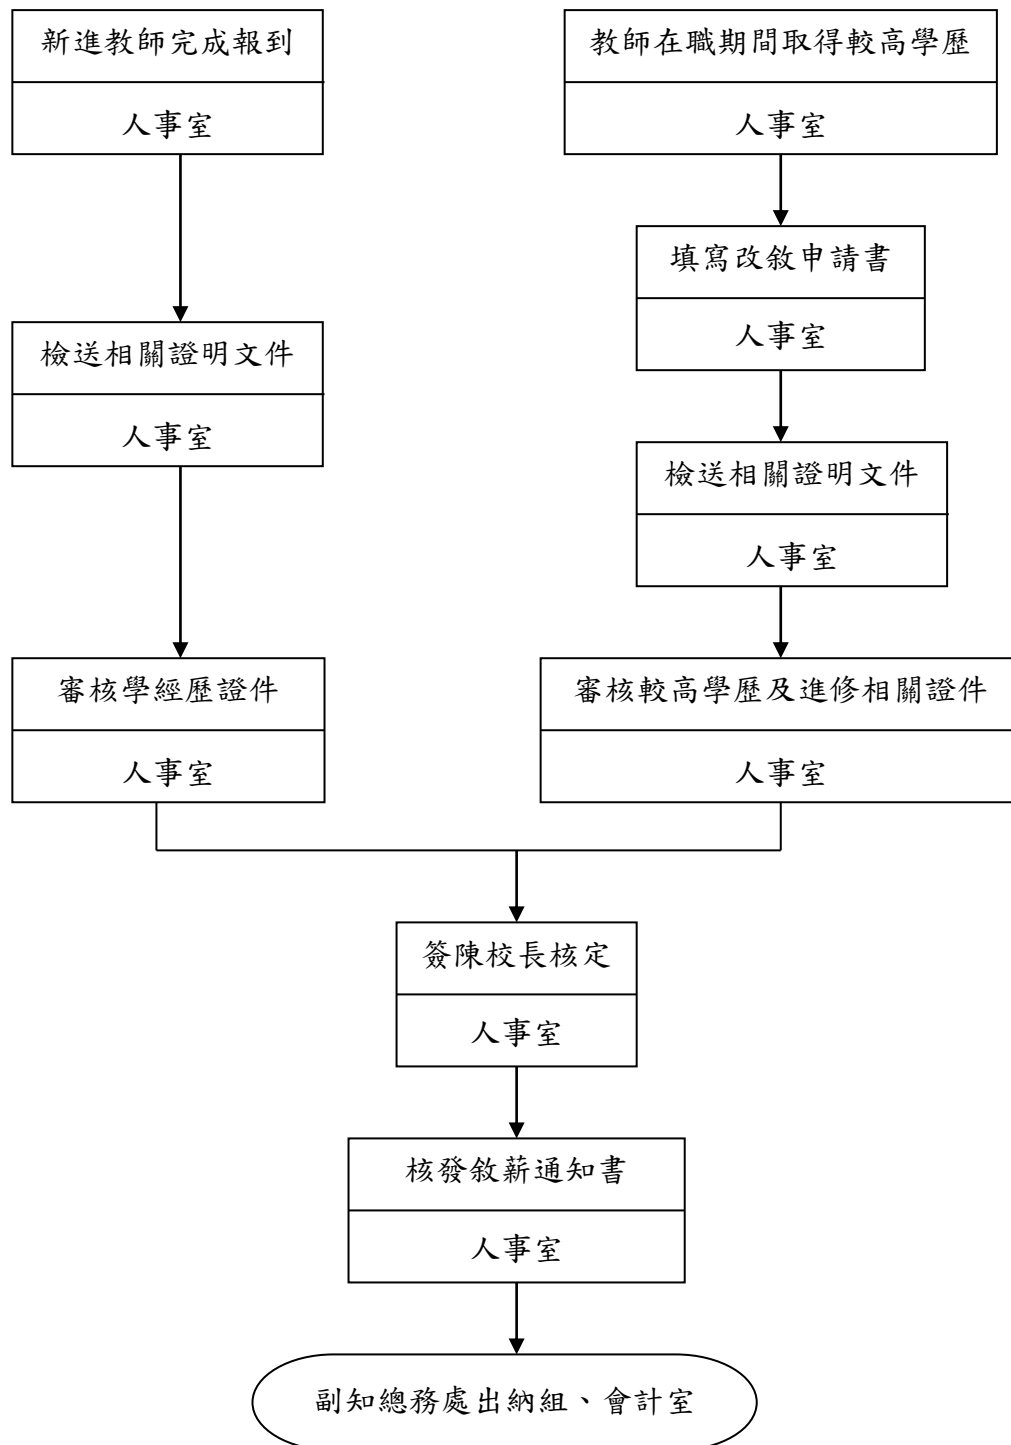 新進教師完成報到
人事室
教師在職期間取得較高學歷
人事室
填寫改敘申請書
人事室
檢送相關證明文件
人事室
檢送相關證明文件
人事室
審核學經歷證件
人事室
審核較高學歷及進修相關證件
人事室
簽陳校長核定
人事室
核發敘薪通知書
人事室
副知總務處出納組、會計室